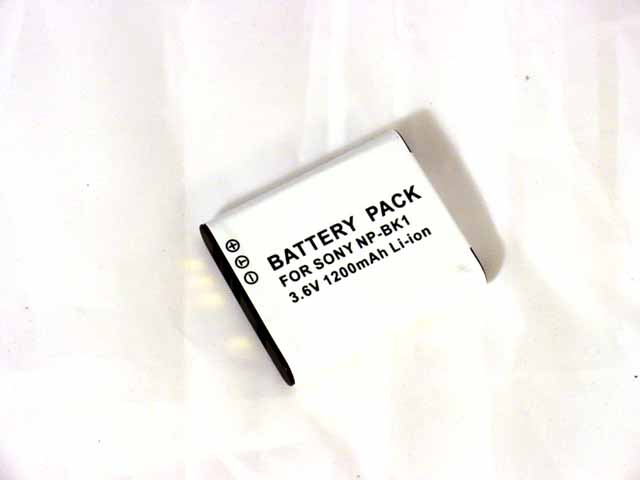 BATTERY PACK
FOR SONY NP-BK1
3.6V 1200mAh Li-ion
+
T
-